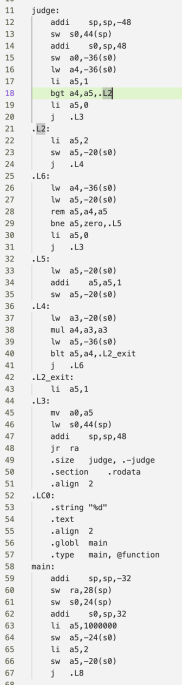 10
11 judge:
12 addi sp,sp,-48
13 sw s0,44(sp)
14 addi s0,sp,48
15 sw a0,-36(s0)
16 lw a4,-36(s0)
17 li a5,1
18 bgt a4,a5,.L2
19 li a5,0
20 j .L3
21 .L2:
22 li a5,2
23 sw a5,-20(s0)
24 j .L4
25 .L6:
26 lw a4,-36(s0)
27 lw a5,-20(s0)
28 rem a5,a4,a5
29 bne a5,zero,.L5
30 li a5,0
31 j .L3
32 .L5:
33 lw a5,-20(s0)
34 addi a5,a5,1
35 sw a5,-20(s0)
36 .L4:
37 lw a3,-20(s0)
38 mul a4,a3,a3
39 lw a5,-36(s0)
40 blt a5,a4,.L2_exit
41 j .L6
42 .L2_exit:
43 li a5,1
44 .L3:
45 mv a0,a5
46 lw s0,44(sp)
47 addi sp,sp,48
48 jr ra
49 .size judge, .-judge
50 .section .rodata
51 .align 2
52 .LC0:
53 .string "%d"
54 .text
55 .align 2
56 .globl main
57 .type main, @function
58 main:
59 addi sp,sp,-32
60 sw ra,28(sp)
61 sw s0,24(sp)
62 addi s0,sp,32
63 li a5,1000000
64 sw a5,-24(s0)
65 li a5,2
66 sw a5,-20(s0)
67 j .L8